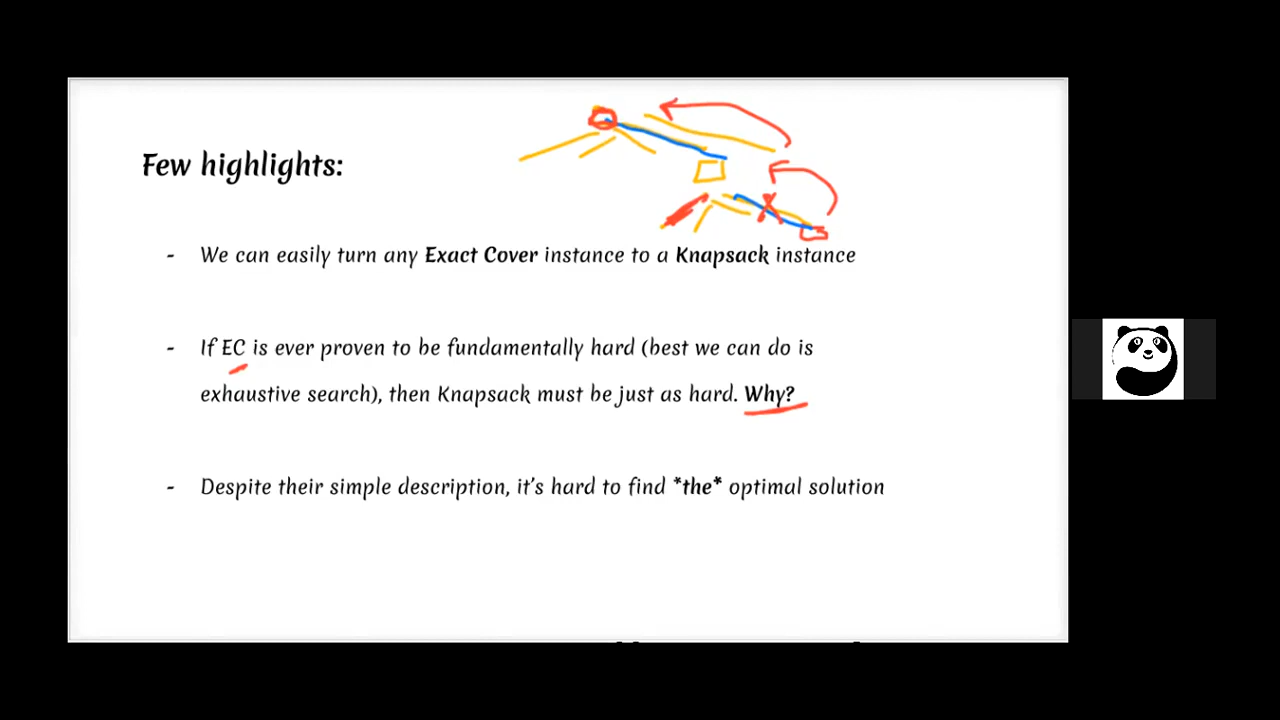 Few highlights:
- We can easily turn any Exact Cover instance to a Knapsack instance
- If EC is ever proven to be fundamentally hard (best we can do is
exhaustive search), then Knapsack must be just as hard. Why?
- Despite their simple description, it's hard to find *the* optimal solution